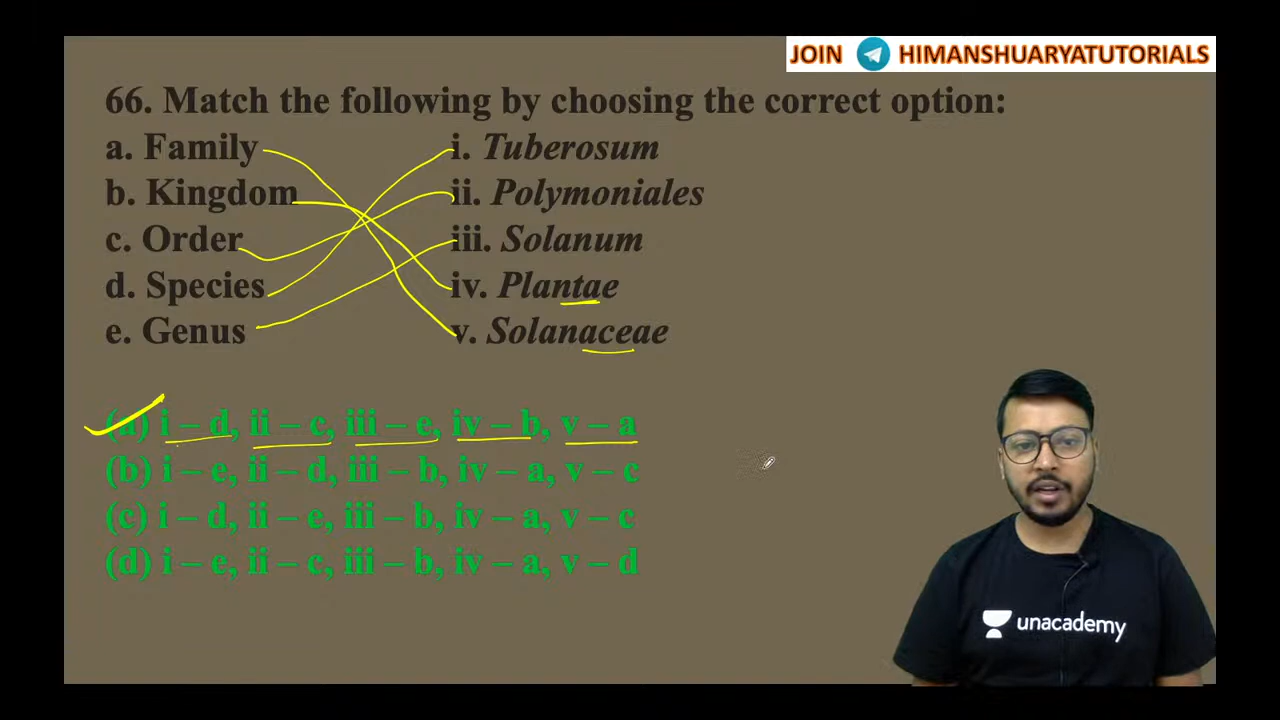 JOIN HIMANSHUARYATUTORIALS
66. Match the following by choosing the correct option:
a. Family i. Tuberosum
b. Kingdom ii. Polymoniales
c. Order iii. Solanum
d. Species iv. Plantae
e. Genus v. Solanaceae
(a) i – d, ii – c, iii – e, iv – b, v – a
(b) i – e, ii – d, iii – b, iv – a, v – c
(c) i – d, ii – e, iii – b, iv – a, v – c
(d) i – e, ii – c, iii – b, iv – a, v – d
unacademy